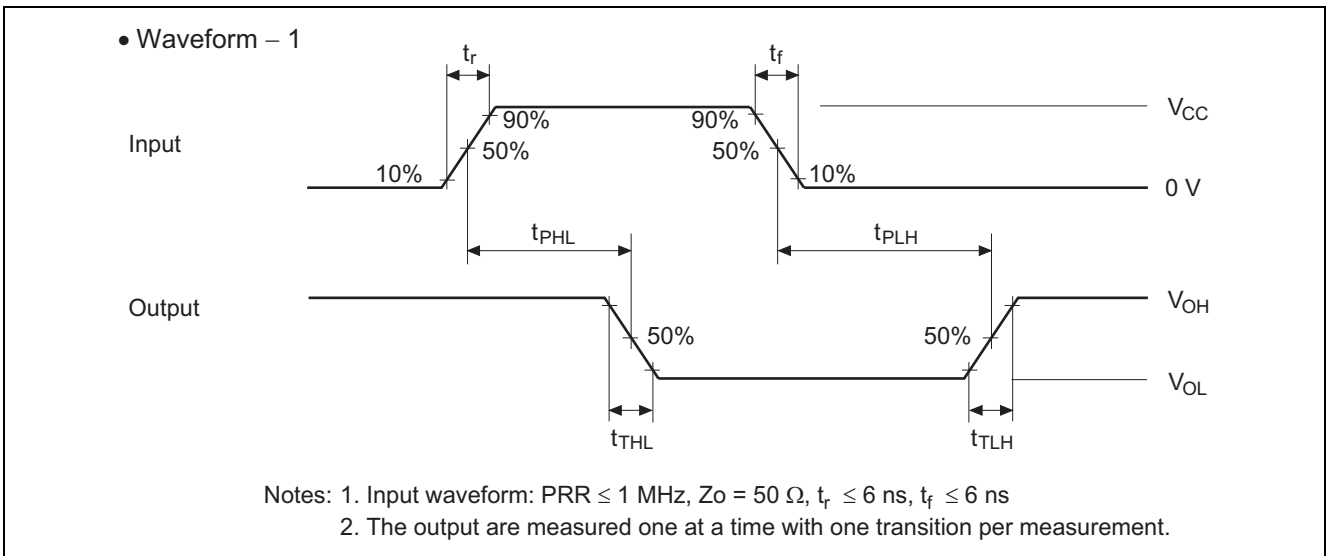 • Waveform – 1
tr
tf
90%
90%
VCC
Input
50%
50%
10%
10%
0 V
tPHL
tPLH
Output
VOH
50%
50%
VOL
tTHL
tTLH
Notes: 1. Input waveform: PRR ≤ 1 MHz, Zo = 50 Ω, tr ≤ 6 ns, tf ≤ 6 ns
2. The output are measured one at a time with one transition per measurement.